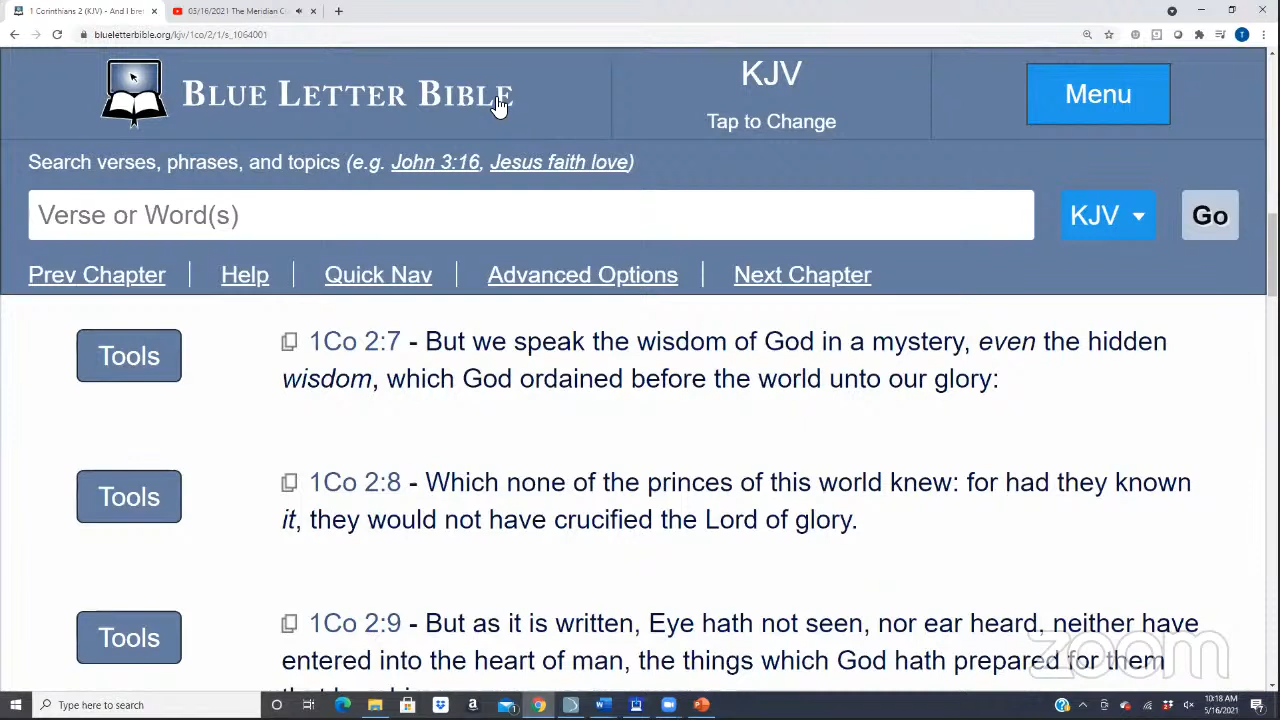 1 Corinthians 2 (KJV) - And I bre
05/16/2021 The Meridian C
blueletterbible.org/kjv/1co/2/1/s_1064001
T
BLUE LETTER BIBLE
KJV
Tap to Change
Menu
Search verses, phrases, and topics (e.g. John 3:16, Jesus faith love)
Verse or Word(s)
KJV
Go
Prev Chapter
Help
Quick Nav
Advanced Options
Next Chapter
Tools
1Co 2:7 - But we speak the wisdom of God in a mystery, even the hidden
wisdom, which God ordained before the world unto our glory:
Tools
1Co 2:8 - Which none of the princes of this world knew: for had they known
it, they would not have crucified the Lord of glory.
Tools
1Co 2:9 - But as it is written, Eye hath not seen, nor ear heard, neither have
entered into the heart of man, the things which God hath prepared for them
zoom
Type here to search
10:18 AM
5/16/2021